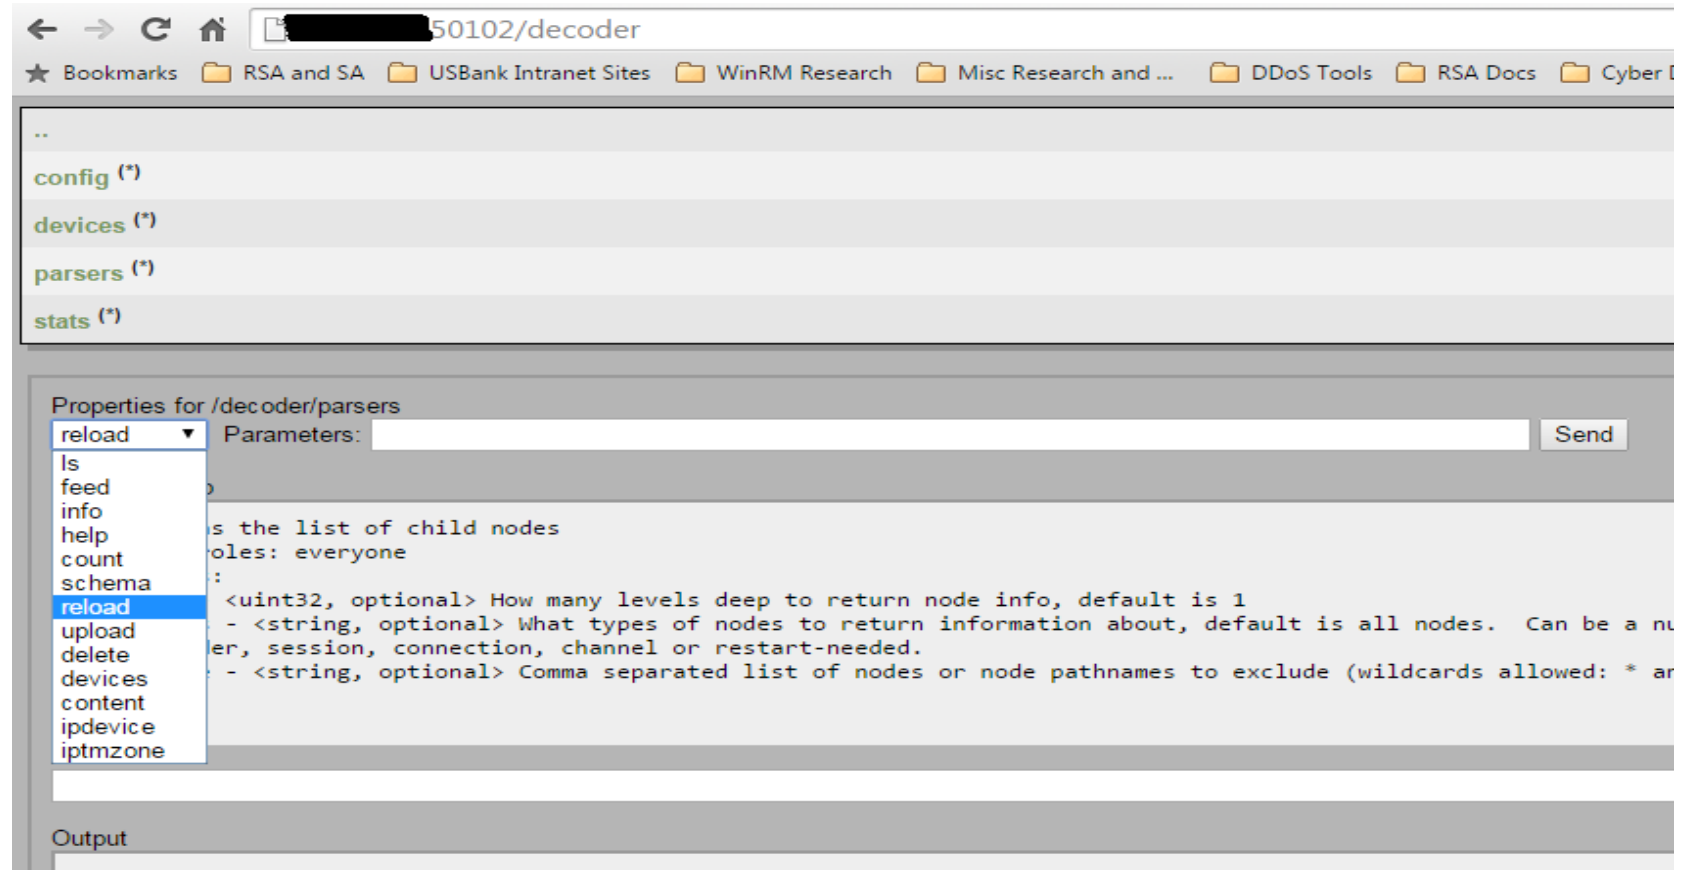 50102/decoder
Bookmarks RSA and SA USBank Intranet Sites WinRM Research Misc Research and ... DDoS Tools RSA Docs Cyber
..
config (*)
devices (*)
parsers (*)
stats (*)
Properties for /decoder/parsers
reload Parameters: Send
ls
feed
info
help s the list of child nodes
count oles: everyone
schema :
reload <uint32, optional> How many levels deep to return node info, default is 1
upload - <string, optional> What types of nodes to return information about, default is all nodes. Can be a nu
delete er, session, connection, channel or restart-needed.
devices - <string, optional> Comma separated list of nodes or node pathnames to exclude (wildcards allowed: * an
content
ipdevice
iptmzone
Output